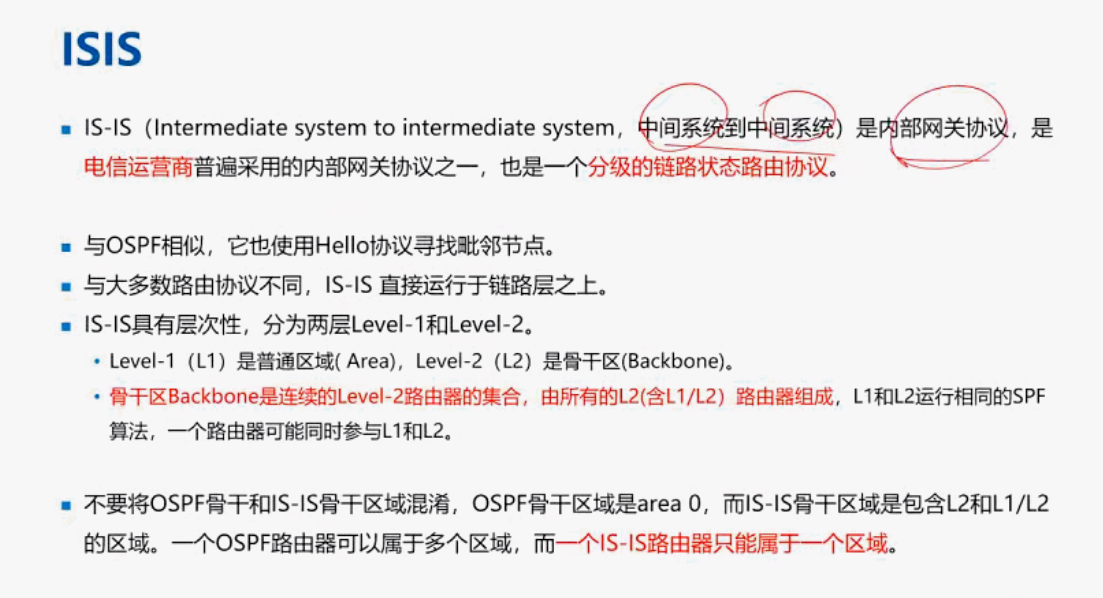 ISIS
IS-IS（Intermediate system to intermediate system，中间系统到中间系统）是内部网关协议，是
电信运营商普遍采用的内部网关协议之一，也是一个分级的链路状态路由协议。
与OSPF相似，它也使用Hello协议寻找毗邻节点。
与大多数路由协议不同，IS-IS 直接运行于链路层之上。
IS-IS具有层次性，分为两层Level-1和Level-2。
Level-1（L1）是普通区域( Area)，Level-2（L2）是骨干区(Backbone)。
骨干区Backbone是连续的Level-2路由器的集合，由所有的L2(含L1/L2）路由器组成，L1和L2运行相同的SPF
算法，一个路由器可能同时参与L1和L2。
不要将OSPF骨干和IS-IS骨干区域混淆，OSPF骨干区域是area 0，而IS-IS骨干区域是包含L2和L1/L2
的区域。一个OSPF路由器可以属于多个区域，而一个IS-IS路由器只能属于一个区域。